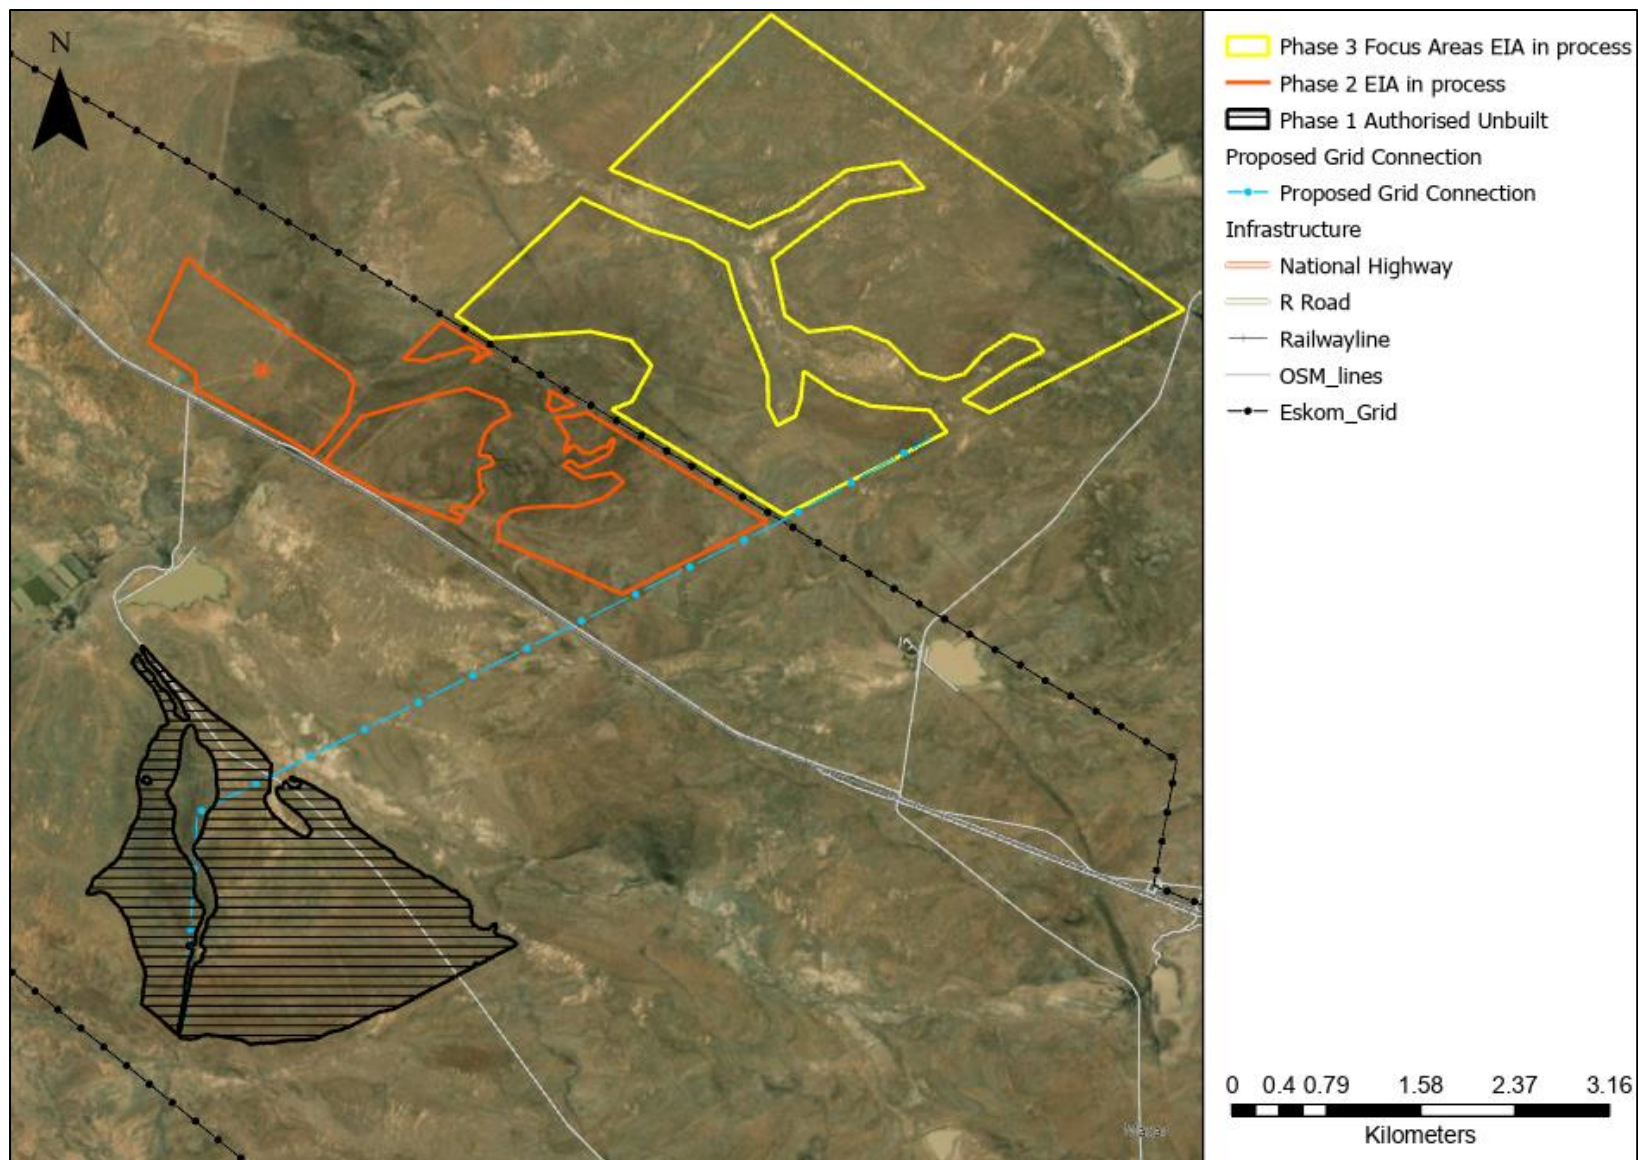 N
Phase 3 Focus Areas EIA in process
Phase 2 EIA in process
Phase 1 Authorised Unbuilt
Proposed Grid Connection
Proposed Grid Connection
Infrastructure
National Highway
R Road
Railwayline
OSM_lines
Eskom_Grid
0 0.4 0.79 1.58 2.37 3.16
Kilometers